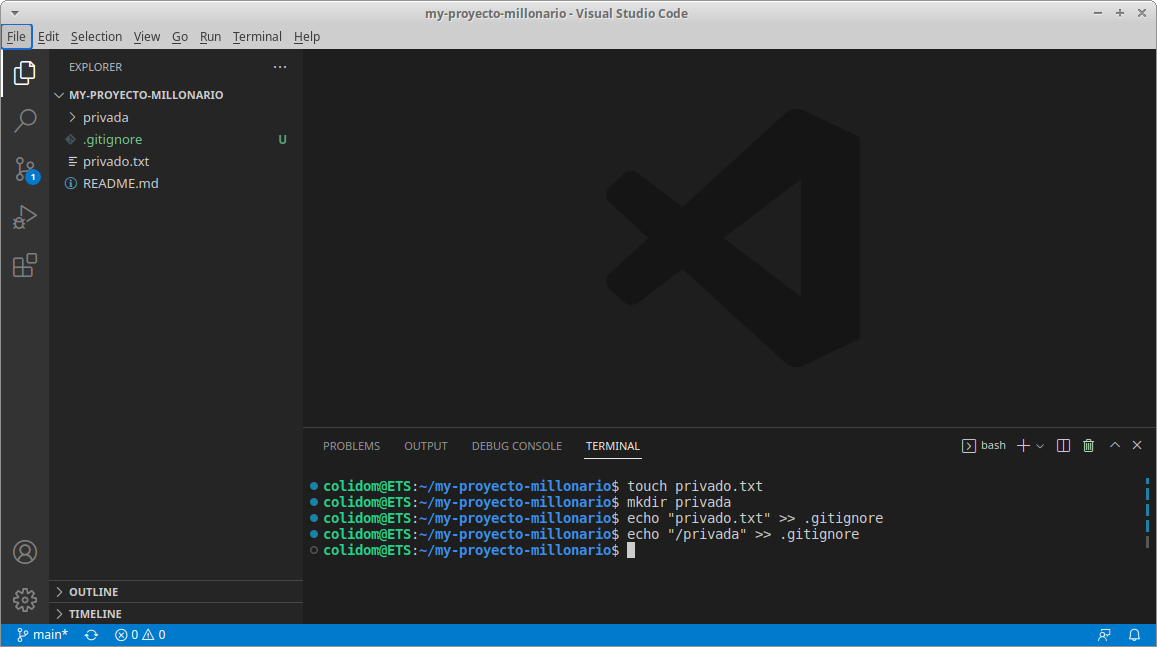 my-proyecto-millonario - Visual Studio Code
File Edit Selection View Go Run Terminal Help
EXPLORER
MY-PROYECTO-MILLONARIO
privada
.gitignore U
privado.txt
README.md
1
OUTLINE
TIMELINE
PROBLEMS OUTPUT DEBUG CONSOLE TERMINAL bash
colidom@ETS:~/my-proyecto-millonario$ touch privado.txt
colidom@ETS:~/my-proyecto-millonario$ mkdir privada
colidom@ETS:~/my-proyecto-millonario$ echo "privado.txt" >> .gitignore
colidom@ETS:~/my-proyecto-millonario$ echo "/privada" >> .gitignore
colidom@ETS:~/my-proyecto-millonario$
main* 0 0